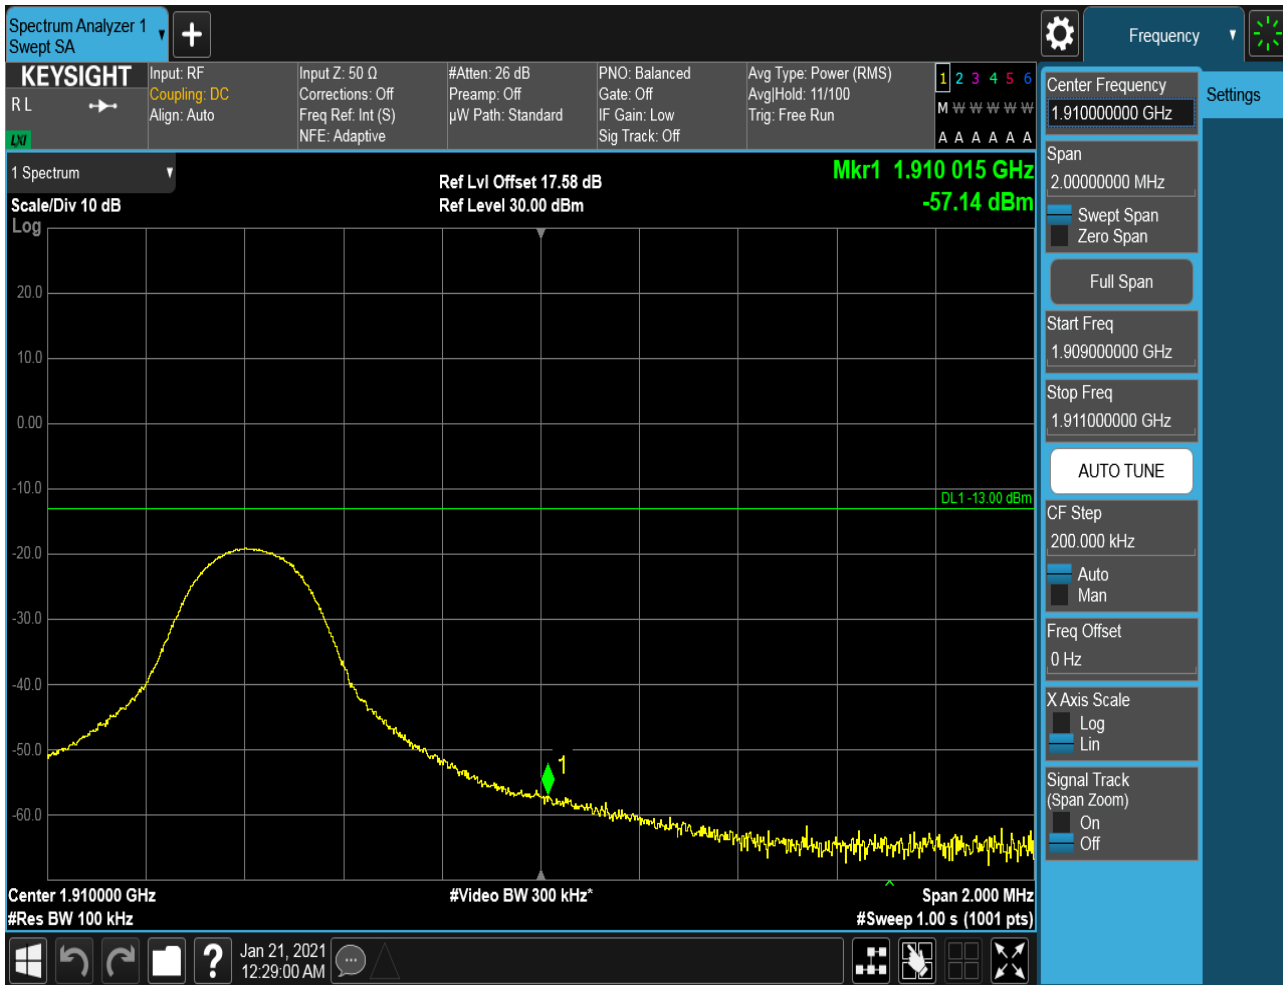 Spectrum Analyzer 1
Swept SA
Frequency
KEYSIGHT
R L
LXI
Input: RF
Coupling: DC
Align: Auto
Input Z: 50 Ω
Corrections: Off
Freq Ref: Int (S)
NFE: Adaptive
#Atten: 26 dB
Preamp: Off
µW Path: Standard
PNO: Balanced
Gate: Off
IF Gain: Low
Sig Track: Off
Avg Type: Power (RMS)
Avg|Hold: 11/100
Trig: Free Run
1 2 3 4 5 6
M W W W W W
A A A A A A
1 Spectrum
Scale/Div 10 dB
Log
Ref Lvl Offset 17.58 dB
Ref Level 30.00 dBm
Mkr1 1.910 015 GHz
-57.14 dBm
20.0
10.0
0.00
-10.0
DL1 -13.00 dBm
-20.0
-30.0
-40.0
-50.0
1
-60.0
Center 1.910000 GHz
#Video BW 300 kHz*
Span 2.000 MHz
#Res BW 100 kHz
#Sweep 1.00 s (1001 pts)
?
Jan 21, 2021
12:29:00 AM
Center Frequency
1.910000000 GHz
Settings
Span
2.00000000 MHz
Swept Span
Zero Span
Full Span
Start Freq
1.909000000 GHz
Stop Freq
1.911000000 GHz
AUTO TUNE
CF Step
200.000 kHz
Auto
Man
Freq Offset
0 Hz
X Axis Scale
Log
Lin
Signal Track
(Span Zoom)
On
Off